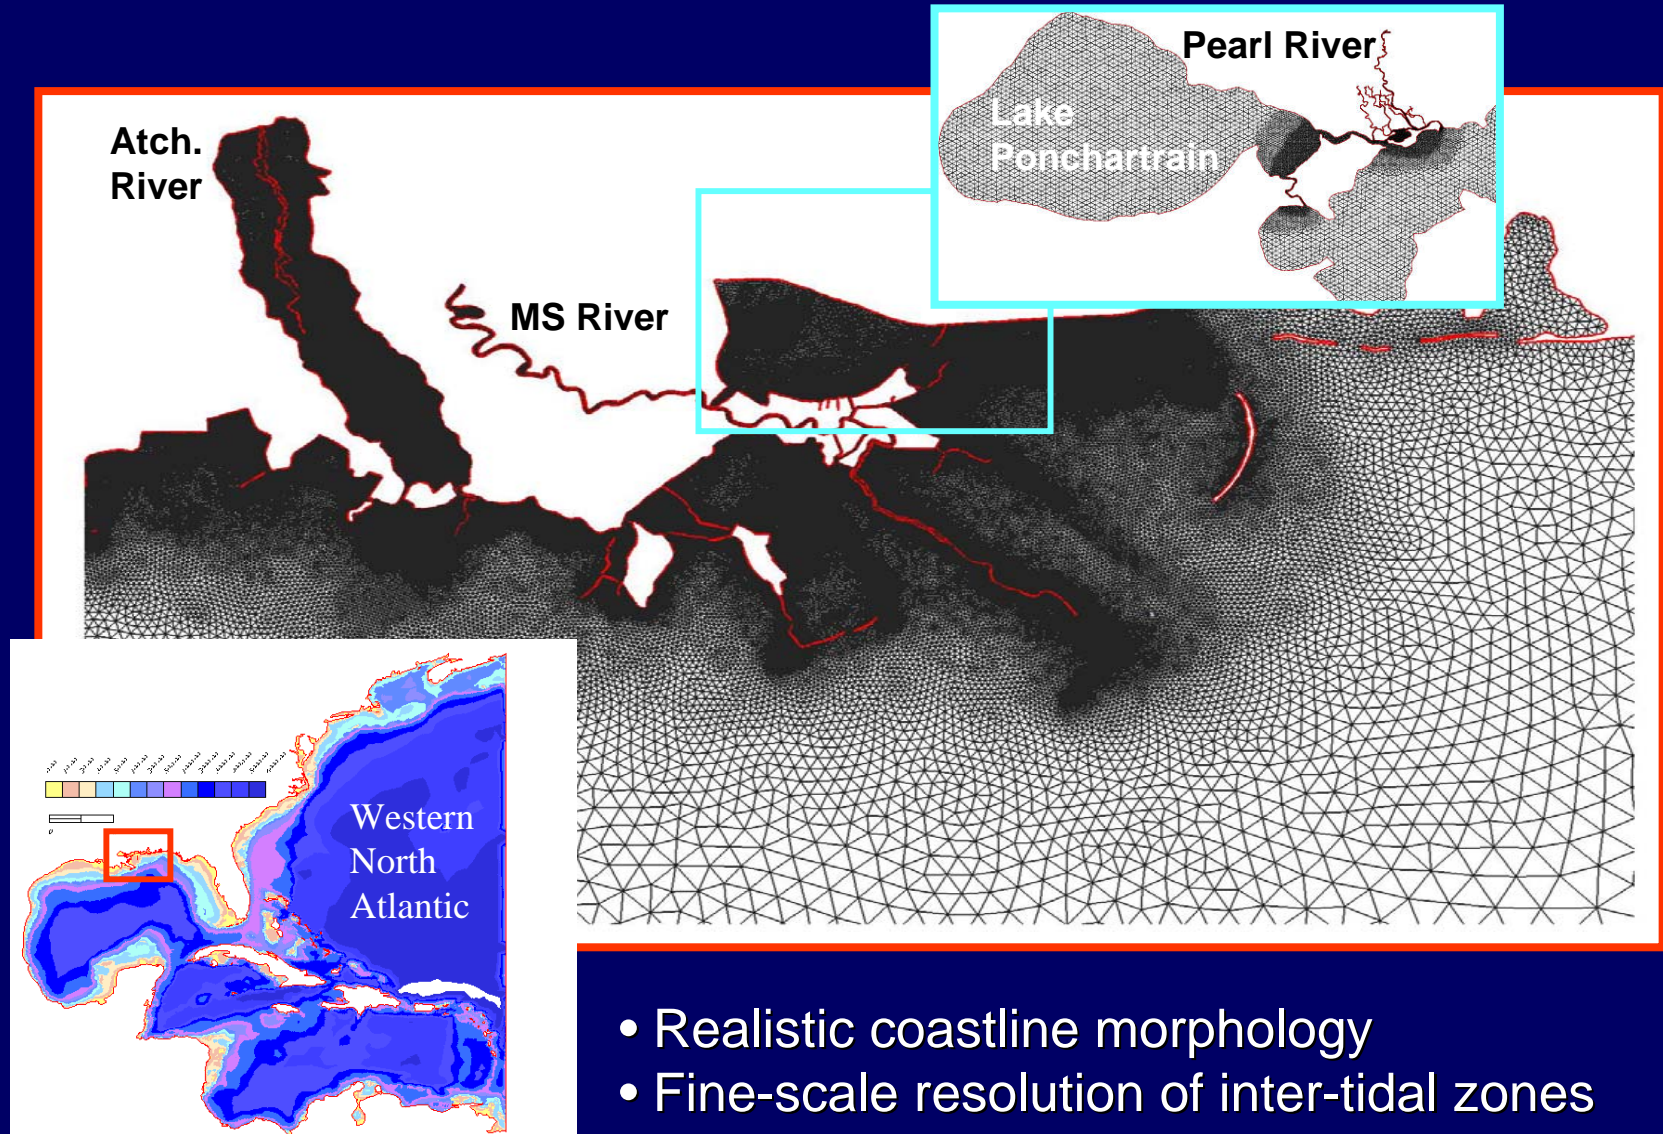 Pearl River
Lake
Ponchartrain
Atch.
River
MS River
Western
North
Atlantic
• Realistic coastline morphology
• Fine-scale resolution of inter-tidal zones